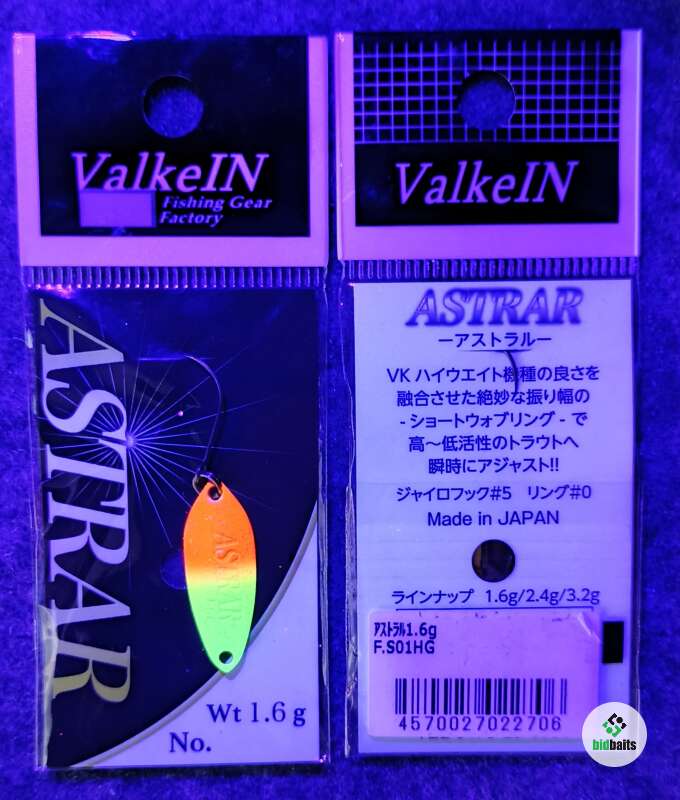 ValkeIN
Fishing Gear
Factory
ASTRAR
ASTRAR
Wt 1.6 g
No.
ValkeIN
ASTRAR
ーアストラルー
VK ハイウエイト機種の良さを
融合させた絶妙な振り幅の
- ショートウォブリング - で
高〜低活性のトラウトへ
瞬時にアジャスト!!
ジャイロフック#5 リング#0
Made in JAPAN
ラインナップ 1.6g/2.4g/3.2g
ｱｽﾄﾗﾙ1.6g
F.S01HG
4570027022706
bidbaits